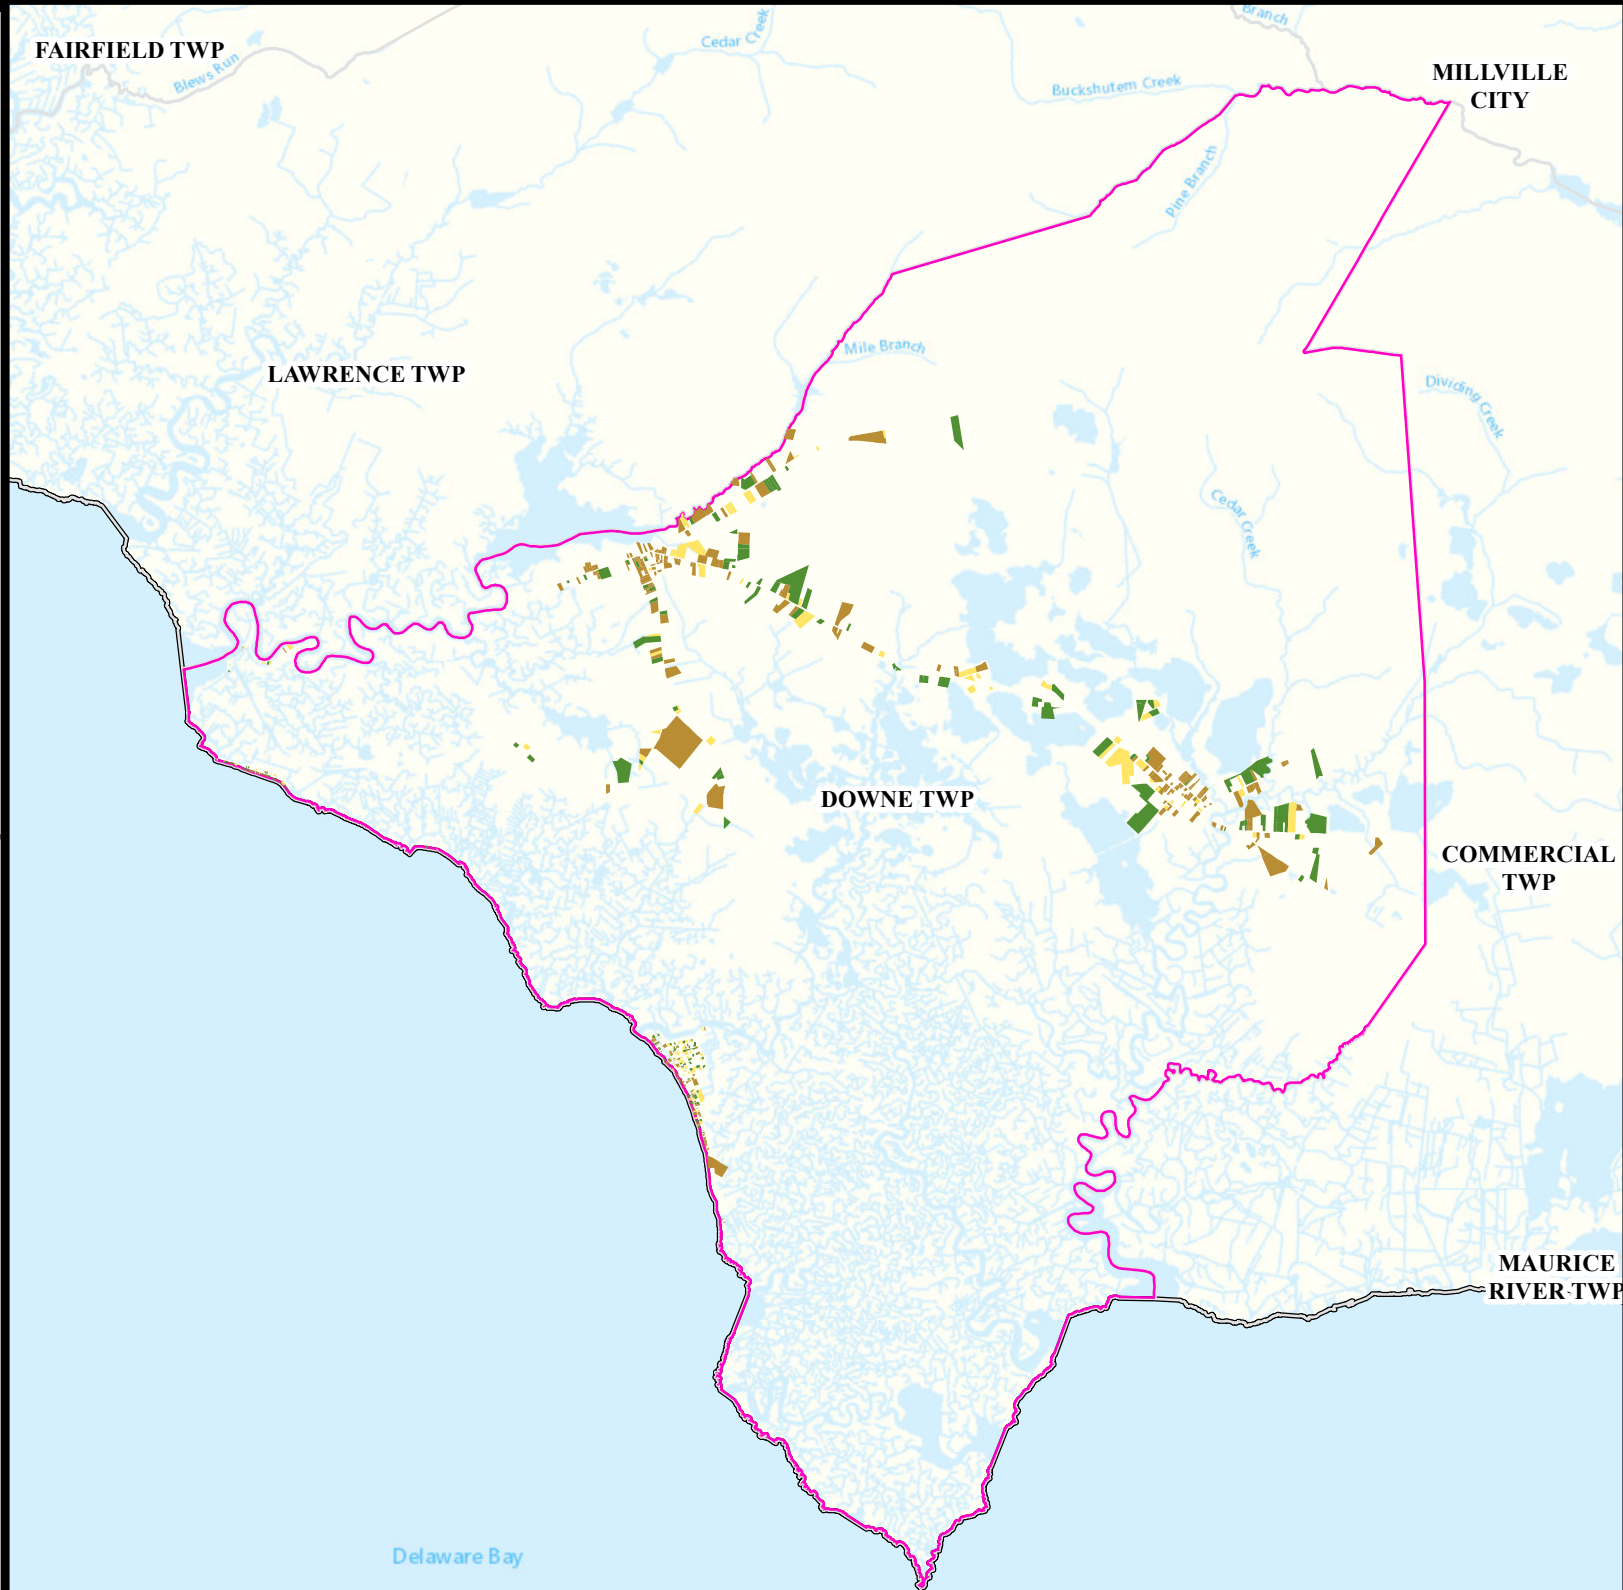 Branch
FAIRFIELD TWP
Cedar Creek
Blews Run
MILLVILLE
CITY
Buckshutem Creek
Pine Branch
Mile Branch
LAWRENCE TWP
Dividing Creek
Cedar Creek
DOWNE TWP
COMMERCIAL
TWP
MAURICE
RIVER TWP
Delaware Bay